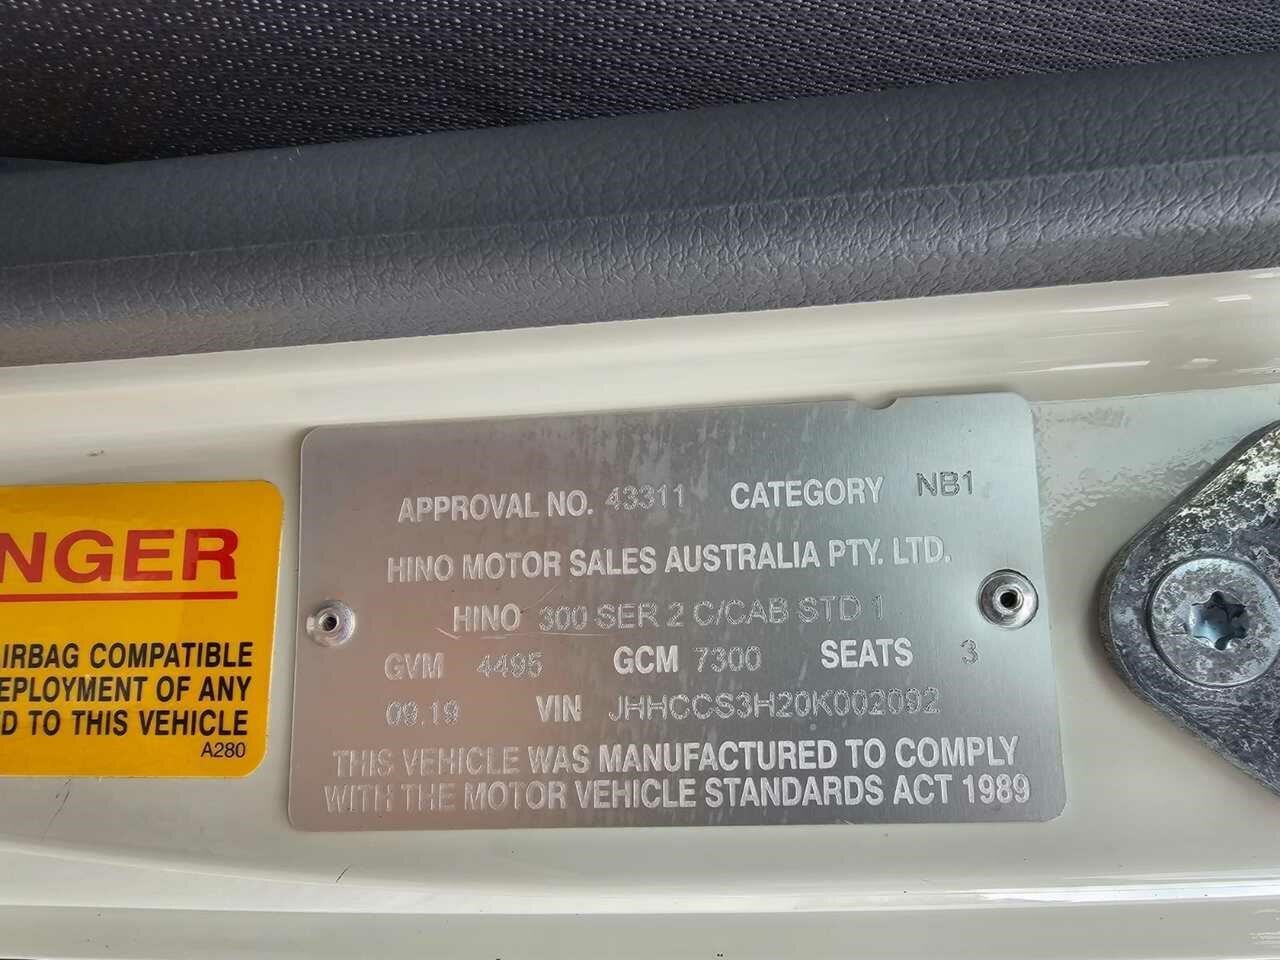 NGER
IRBAG COMPATIBLE
EPLOYMENT OF ANY
D TO THIS VEHICLE
A280
APPROVAL NO. 43311 CATEGORY NB1
HINO MOTOR SALES AUSTRALIA PTY. LTD.
HINO 300 SER 2 C/CAB STD 1
GVM 4495 GCM 7300 SEATS 3
09.19 VIN JHHCCS3H20K002092
THIS VEHICLE WAS MANUFACTURED TO COMPLY
WITH THE MOTOR VEHICLE STANDARDS ACT 1989